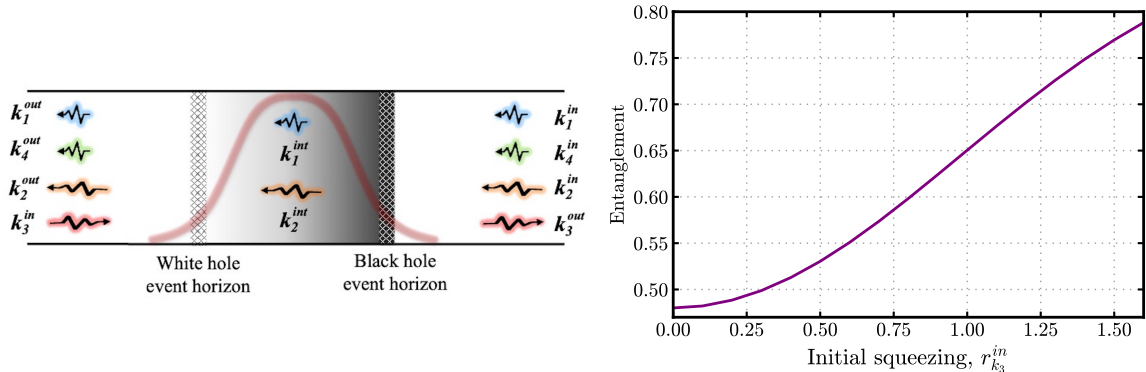 k_1^{out}
k_4^{out}
k_2^{out}
k_3^{in}
k_1^{int}
k_2^{int}
k_1^{in}
k_4^{in}
k_2^{in}
k_3^{out}
White hole
event horizon
Black hole
event horizon
Entanglement
0.80
0.75
0.70
0.65
0.60
0.55
0.50
0.00 0.25 0.50 0.75 1.00 1.25 1.50
Initial squeezing, r_{k_3}^{in}